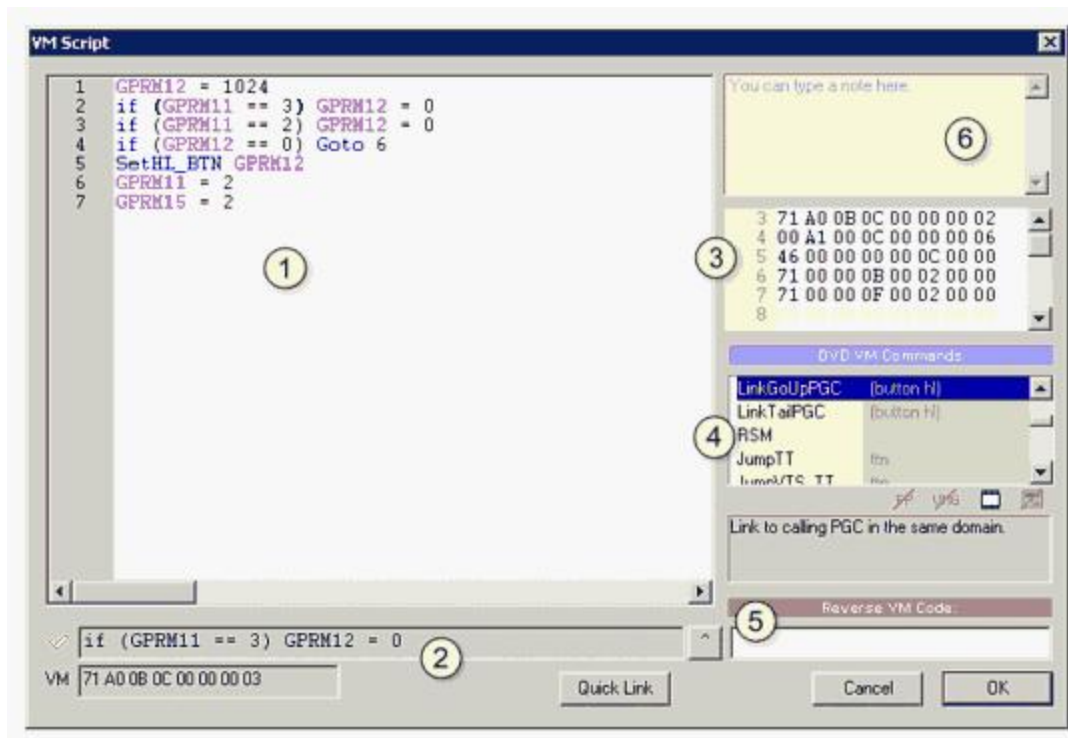 VM Script
1 GPRM12 = 1024
2 if (GPRM11 == 3) GPRM12 = 0
3 if (GPRM11 == 2) GPRM12 = 0
4 if (GPRM12 == 0) Goto 6
5 SetHL_BTN GPRM12
6 GPRM11 = 2
7 GPRM15 = 2
1
You can type a note here.
6
3 71 A0 0B 0C 00 00 00 02
4 00 A1 00 0C 00 00 00 06
5 46 00 00 00 00 0C 00 00
6 71 00 00 0B 00 02 00 00
7 71 00 00 0F 00 02 00 00
8
3
DVD VM Commands
LinkGoUpPGC (button hl)
LinkTailPGC (button hl)
RSM
JumpTT ttn
JumpVTS_TT ttn
4
Link to calling PGC in the same domain.
Reverse VM Code:
5
if (GPRM11 == 3) GPRM12 = 0
^
2
VM 71 A0 0B 0C 00 00 00 03
Quick Link
Cancel
OK